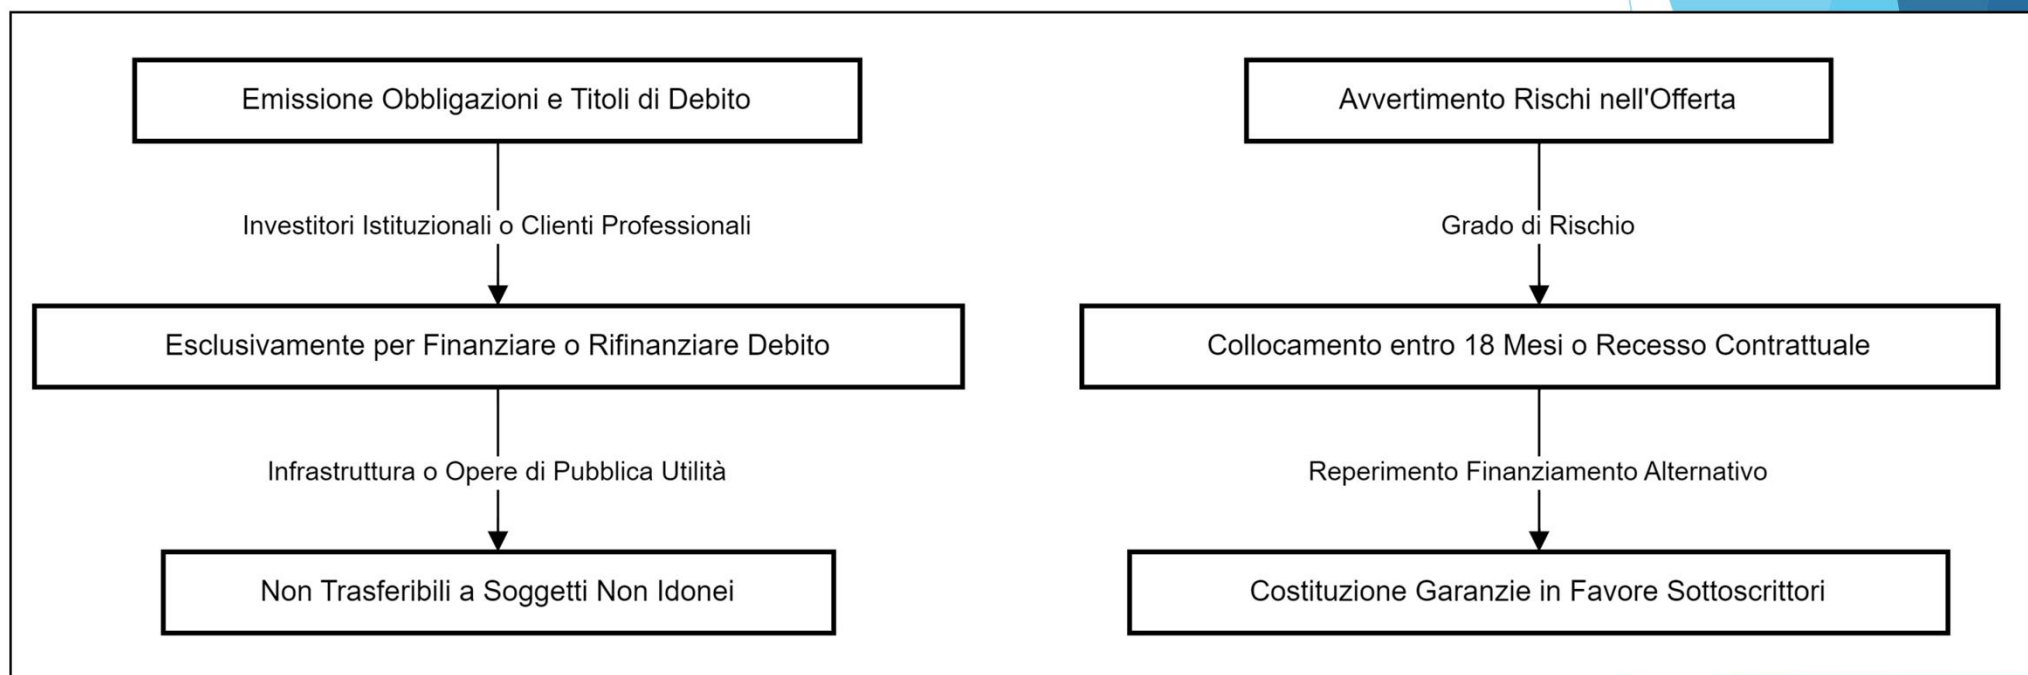 Emissione Obbligazioni e Titoli di Debito
Investitori Istituzionali o Clienti Professionali
Esclusivamente per Finanziare o Rifinanziare Debito
Infrastruttura o Opere di Pubblica Utilità
Non Trasferibili a Soggetti Non Idonei
Avvertimento Rischi nell'Offerta
Grado di Rischio
Collocamento entro 18 Mesi o Recesso Contrattuale
Reperimento Finanziamento Alternativo
Costituzione Garanzie in Favore Sottoscrittori